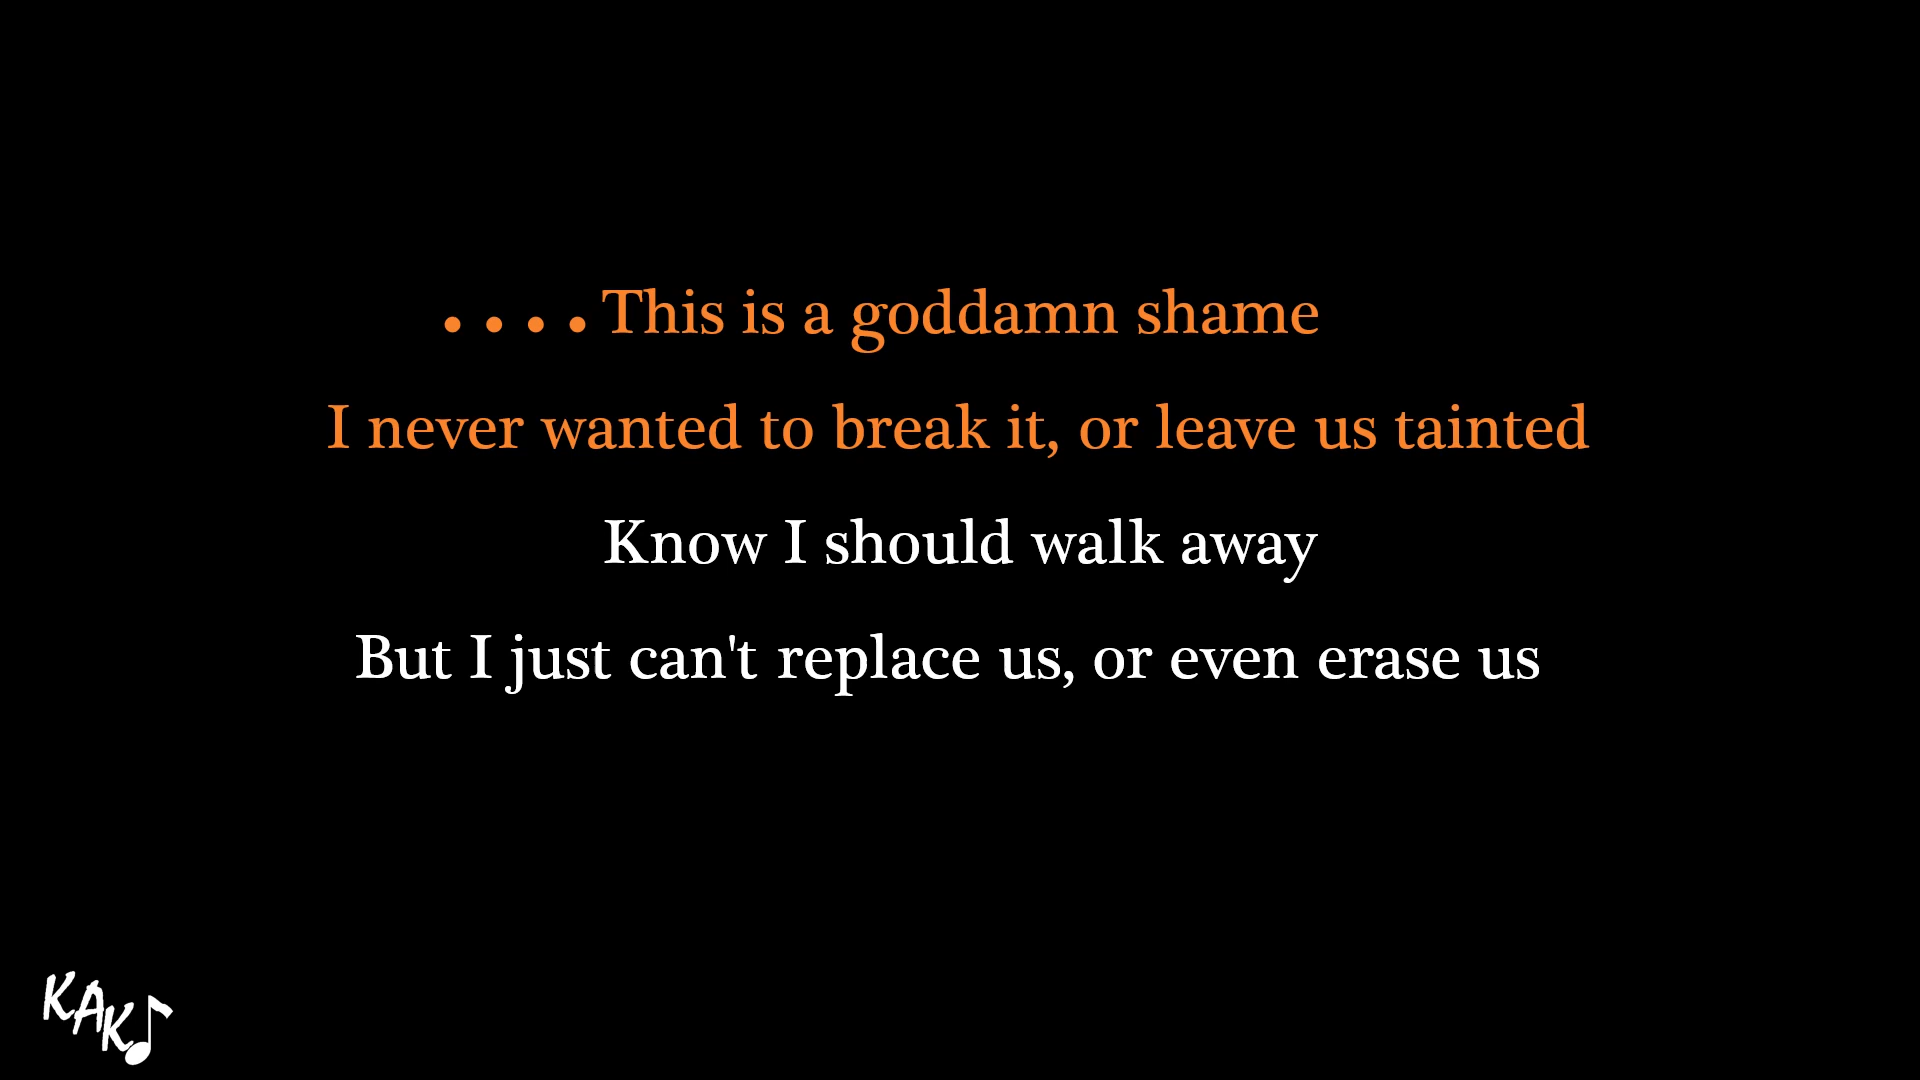 ....This is a goddamn shame
I never wanted to break it, or leave us tainted
Know I should walk away
But I just can't replace us, or even erase us
KAK